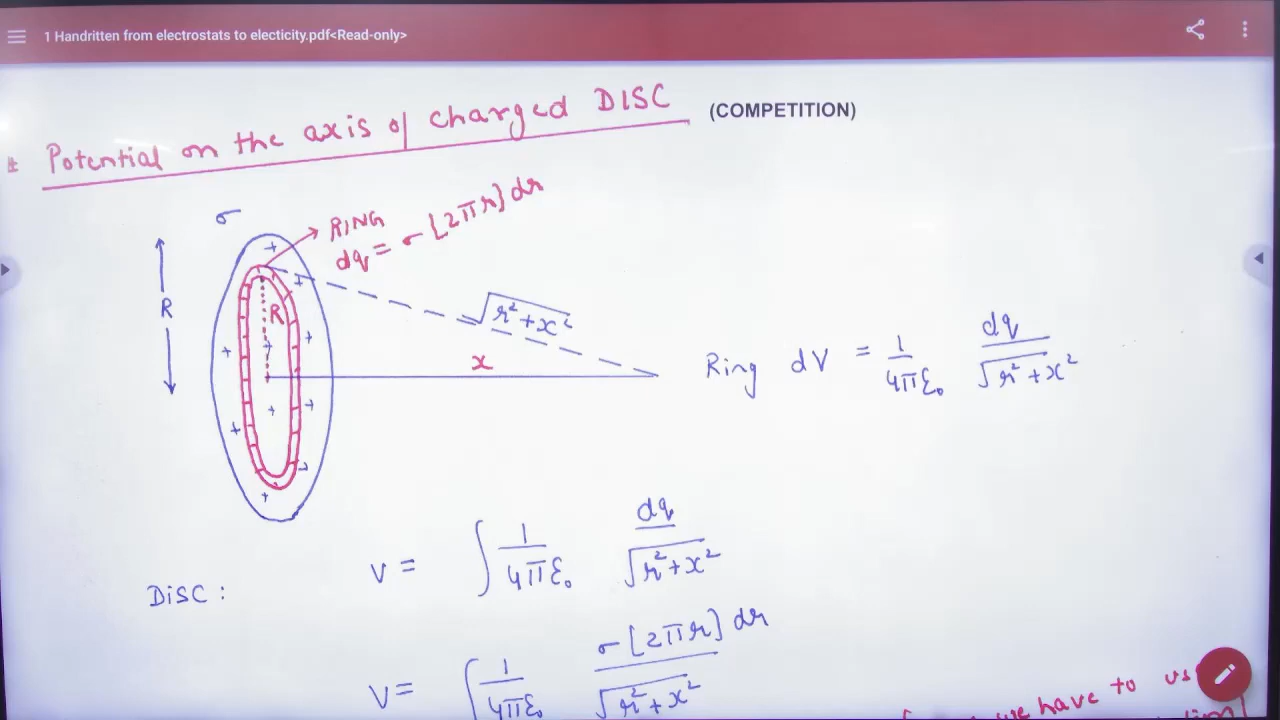 1 Handritten from electrostats to electicity.pdf<Read-only>
Potential on the axis of charged DISC (COMPETITION)
σ
RING
dq = σ [2πr] dr
R
R
√r²+x²
x
Ring dV = 1/4πε₀ dq/√r²+x²
DiSC :
V = ∫ 1/4πε₀ dq/√r²+x²
V = ∫ 1/4πε₀ σ[2πr] dr/√r²+x²
we have to us